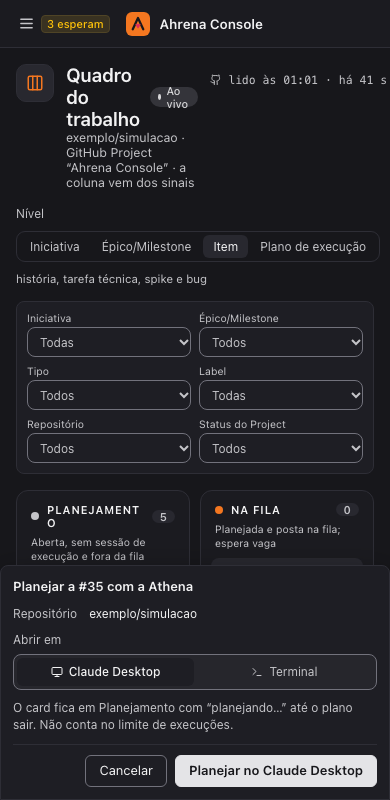 3 esperam
Ahrena Console
Quadro
do
trabalho
Ao
vivo
lido às 01:01 · há 41 s
exemplo/simulacao ·
GitHub Project
“Ahrena Console” · a
coluna vem dos sinais
Nível
Iniciativa Épico/Milestone Item Plano de execução
história, tarefa técnica, spike e bug
Iniciativa Épico/Milestone
Todas Todos
Tipo Label
Todos Todas
Repositório Status do Project
Todos Todos
PLANEJAMENT
O
5
Aberta, sem sessão de
execução e fora da fila
NA FILA 0
Planejada e posta na fila;
espera vaga
Planejar a #35 com a Athena
Repositório exemplo/simulacao
Abrir em
Claude Desktop Terminal
O card fica em Planejamento com “planejando…” até o plano
sair. Não conta no limite de execuções.
Cancelar Planejar no Claude Desktop